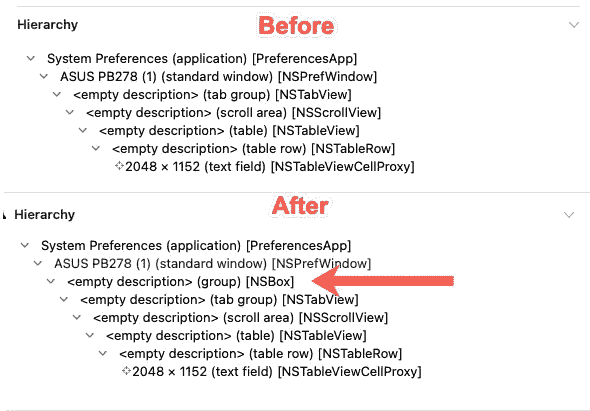 Before
Hierarchy
System Preferences (application) [PreferencesApp]
ASUS PB278 (1) (standard window) [NSPrefWindow]
<empty description> (tab group) [NSTabView]
<empty description> (scroll area) [NSScrollView]
<empty description> (table) [NSTableView]
<empty description> (table row) [NSTableRow]
2048 × 1152 (text field) [NSTableViewCellProxy]
After
Hierarchy
System Preferences (application) [PreferencesApp]
ASUS PB278 (1) (standard window) [NSPrefWindow]
<empty description> (group) [NSBox]
<empty description> (tab group) [NSTabView]
<empty description> (scroll area) [NSScrollView]
<empty description> (table) [NSTableView]
<empty description> (table row) [NSTableRow]
2048 × 1152 (text field) [NSTableViewCellProxy]